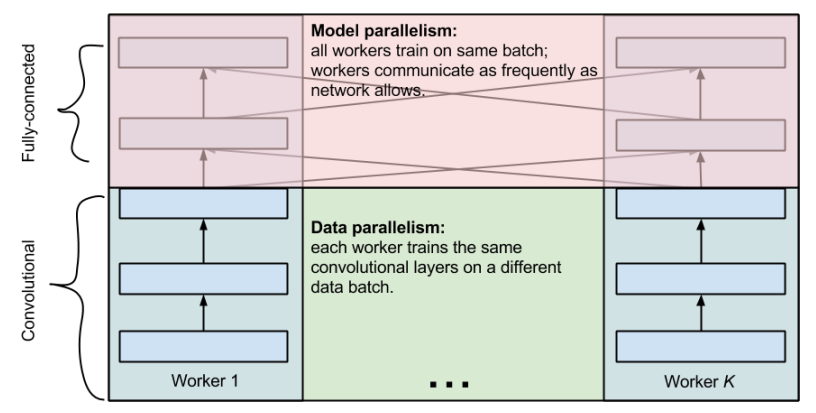 Fully-connected
Model parallelism:
all workers train on same batch;
workers communicate as frequently as
network allows.
Convolutional
Data parallelism:
each worker trains the same
convolutional layers on a different
data batch.
Worker 1
...
Worker K